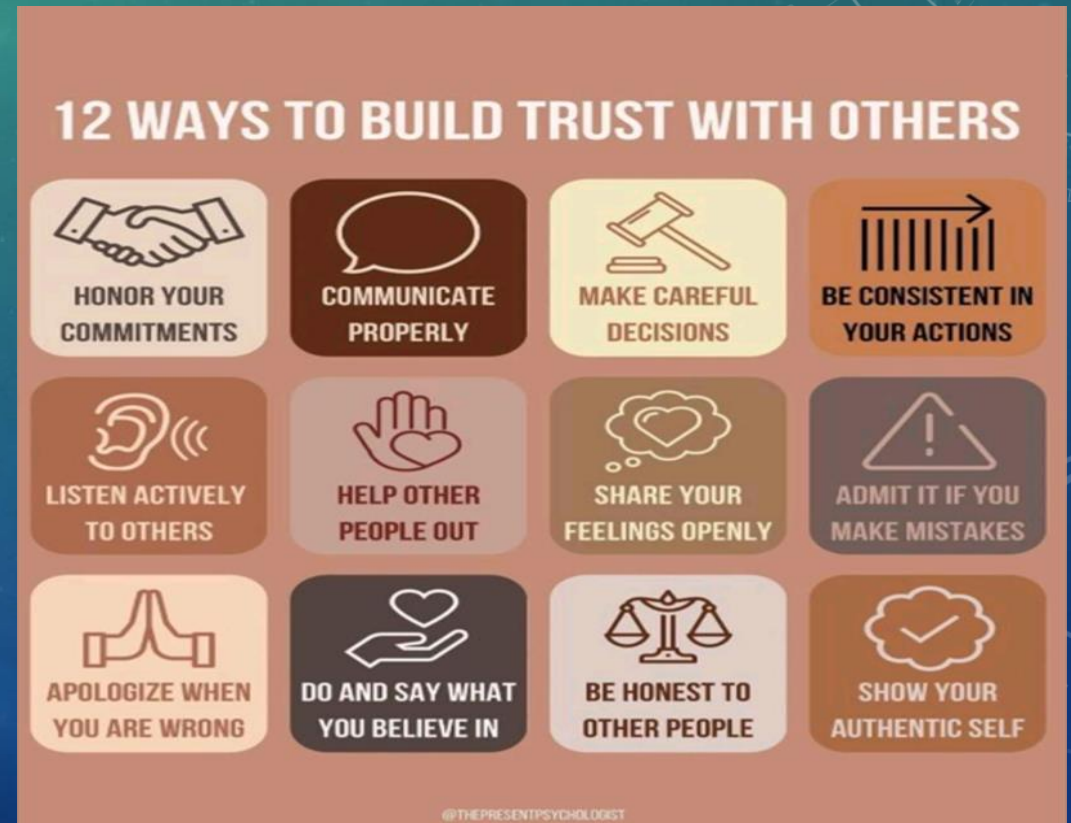 12 WAYS TO BUILD TRUST WITH OTHERS
HONOR YOUR
COMMITMENTS
COMMUNICATE
PROPERLY
MAKE CAREFUL
DECISIONS
BE CONSISTENT IN
YOUR ACTIONS
LISTEN ACTIVELY
TO OTHERS
HELP OTHER
PEOPLE OUT
SHARE YOUR
FEELINGS OPENLY
ADMIT IT IF YOU
MAKE MISTAKES
APOLOGIZE WHEN
YOU ARE WRONG
DO AND SAY WHAT
YOU BELIEVE IN
BE HONEST TO
OTHER PEOPLE
SHOW YOUR
AUTHENTIC SELF
@THEPRESENTPSYCHOLOGIST